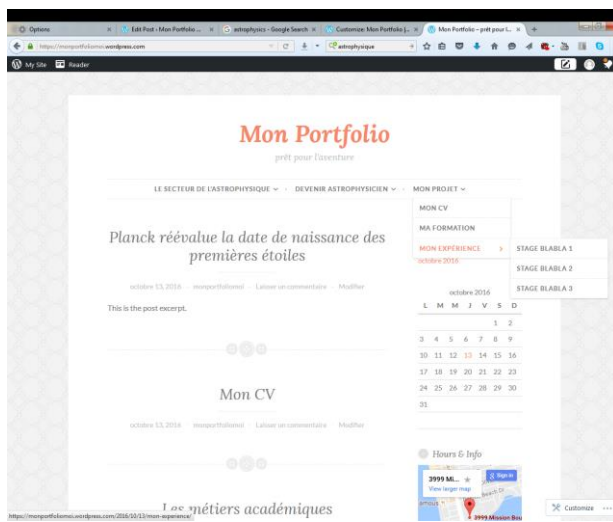 Options
Edit Post ‹ Mon Portfolio ...
astrophysics - Google Search
Customize: Mon Portfolio |...
Mon Portfolio – prêt pour l...
https://monportfoliomoi.wordpress.com
astrophysique
My Site
Reader
Mon Portfolio
prêt pour l'aventure
LE SECTEUR DE L'ASTROPHYSIQUE
DEVENIR ASTROPHYSICIEN
MON PROJET
MON CV
MA FORMATION
MON EXPÉRIENCE
STAGE BLABLA 1
STAGE BLABLA 2
STAGE BLABLA 3
Planck réévalue la date de naissance des
premières étoiles
octobre 13, 2016 monportfoliomoi Laisser un commentaire Modifier
This is the post excerpt.
octobre 2016
octobre 2016
L M M J V S D
1 2
3 4 5 6 7 8 9
10 11 12 13 14 15 16
17 18 19 20 21 22 23
24 25 26 27 28 29 30
31
Mon CV
octobre 13, 2016 monportfoliomoi Laisser un commentaire Modifier
Hours & Info
3999 Mi...
Sign in
View larger map
3999 Mission Bou
Les métiers académiques
Customize
https://monportfoliomoi.wordpress.com/2016/10/13/mon-experience/